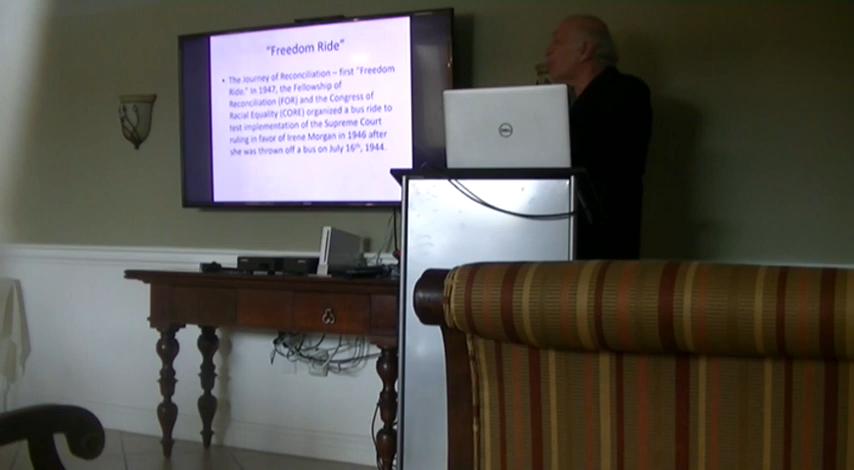 "Freedom Ride"
• The Journey of Reconciliation – first "Freedom
Ride." In 1947, the Fellowship of
Reconciliation (FOR) and the Congress of
Racial Equality (CORE) organized a bus ride to
test implementation of the Supreme Court
ruling in favor of Irene Morgan in 1946 after
she was thrown off a bus on July 16th, 1944.
DELL